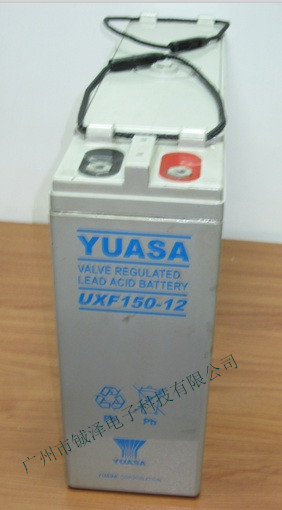 YUASA
VALVE REGULATED
LEAD ACID BATTERY
UXF150-12
广州市铖泽电子科技有限公司
Pb
YUASA